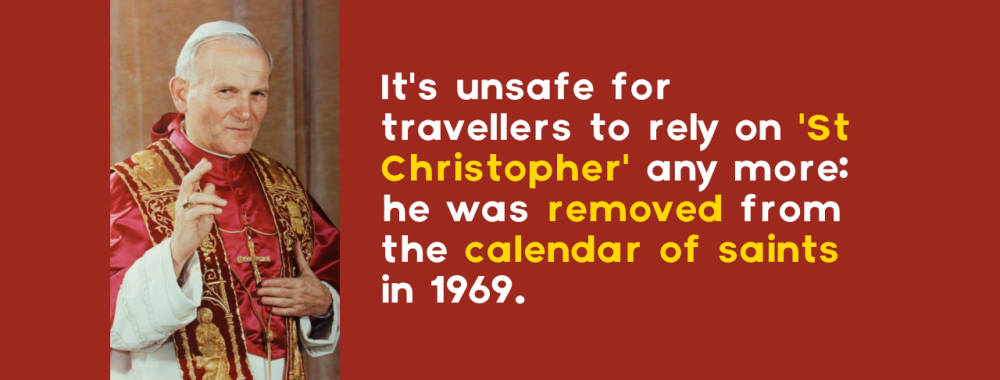 It's unsafe for
travellers to rely on 'St
Christopher' any more:
he was removed from
the calendar of saints
in 1969.